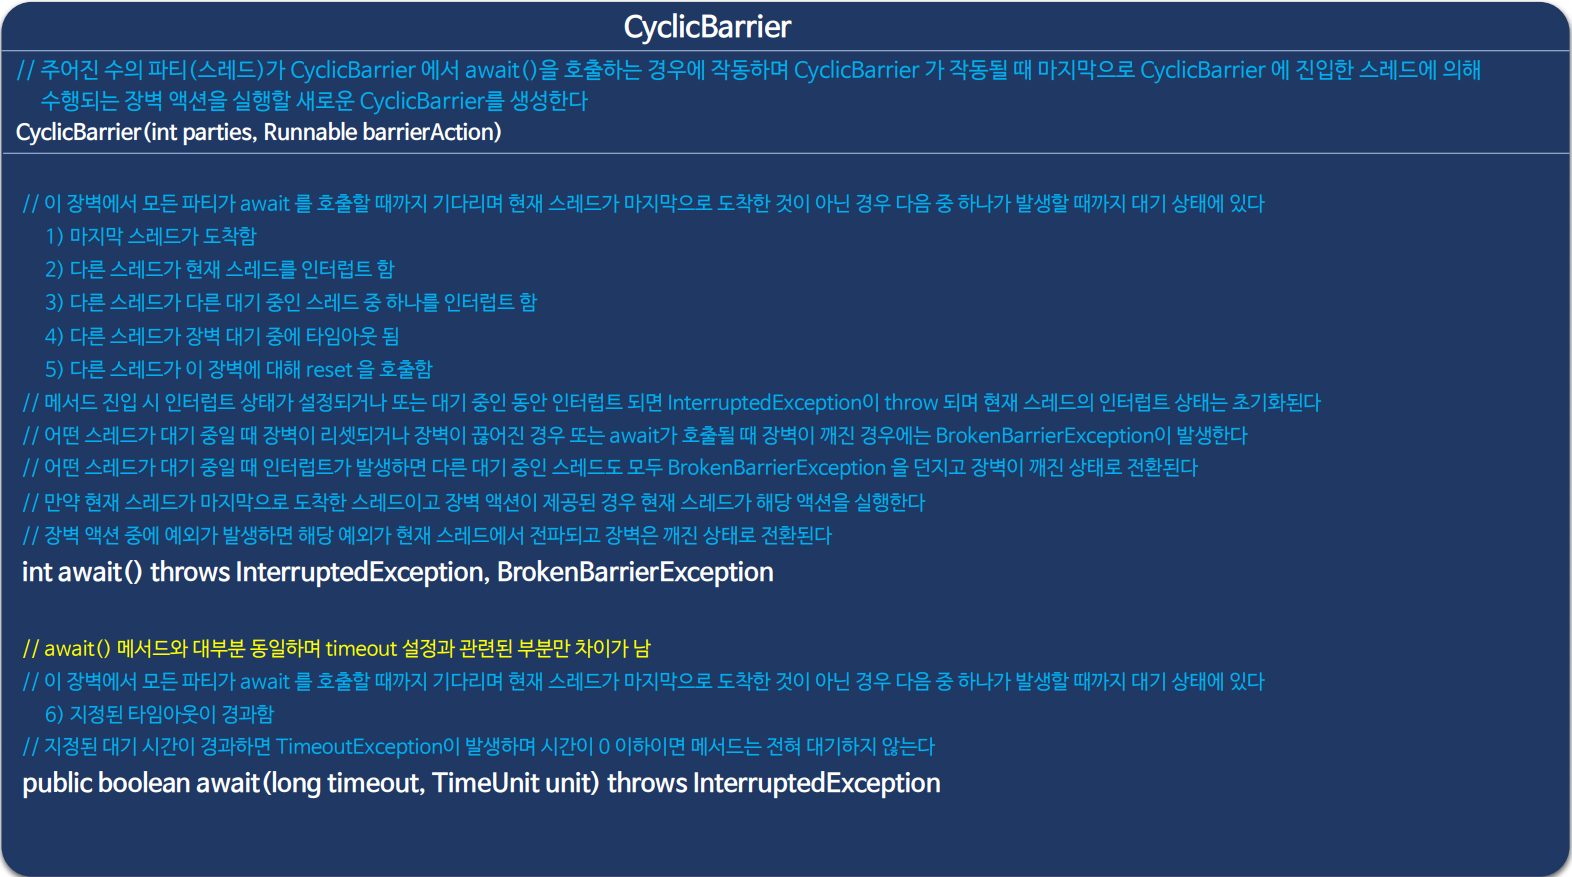 CyclicBarrier
// 주어진 수의 파티(스레드)가 CyclicBarrier 에서 await()을 호출하는 경우에 작동하며 CyclicBarrier 가 작동될 때 마지막으로 CyclicBarrier 에 진입한 스레드에 의해
수행되는 장벽 액션을 실행할 새로운 CyclicBarrier를 생성한다
CyclicBarrier(int parties, Runnable barrierAction)
// 이 장벽에서 모든 파티가 await 를 호출할 때까지 기다리며 현재 스레드가 마지막으로 도착한 것이 아닌 경우 다음 중 하나가 발생할 때까지 대기 상태에 있다
1) 마지막 스레드가 도착함
2) 다른 스레드가 현재 스레드를 인터럽트 함
3) 다른 스레드가 다른 대기 중인 스레드 중 하나를 인터럽트 함
4) 다른 스레드가 장벽 대기 중에 타임아웃 됨
5) 다른 스레드가 이 장벽에 대해 reset 을 호출함
// 메서드 진입 시 인터럽트 상태가 설정되거나 또는 대기 중인 동안 인터럽트 되면 InterruptedException이 throw 되며 현재 스레드의 인터럽트 상태는 초기화된다
// 어떤 스레드가 대기 중일 때 장벽이 리셋되거나 장벽이 끊어진 경우 또는 await가 호출될 때 장벽이 깨진 경우에는 BrokenBarrierException이 발생한다
// 어떤 스레드가 대기 중일 때 인터럽트가 발생하면 다른 대기 중인 스레드도 모두 BrokenBarrierException 을 던지고 장벽이 깨진 상태로 전환된다
// 만약 현재 스레드가 마지막으로 도착한 스레드이고 장벽 액션이 제공된 경우 현재 스레드가 해당 액션을 실행한다
// 장벽 액션 중에 예외가 발생하면 해당 예외가 현재 스레드에서 전파되고 장벽은 깨진 상태로 전환된다
int await() throws InterruptedException, BrokenBarrierException
// await() 메서드와 대부분 동일하며 timeout 설정과 관련된 부분만 차이가 남
// 이 장벽에서 모든 파티가 await 를 호출할 때까지 기다리며 현재 스레드가 마지막으로 도착한 것이 아닌 경우 다음 중 하나가 발생할 때까지 대기 상태에 있다
6) 지정된 타임아웃이 경과함
// 지정된 대기 시간이 경과하면 TimeoutException이 발생하며 시간이 0 이하이면 메서드는 전혀 대기하지 않는다
public boolean await(long timeout, TimeUnit unit) throws InterruptedException